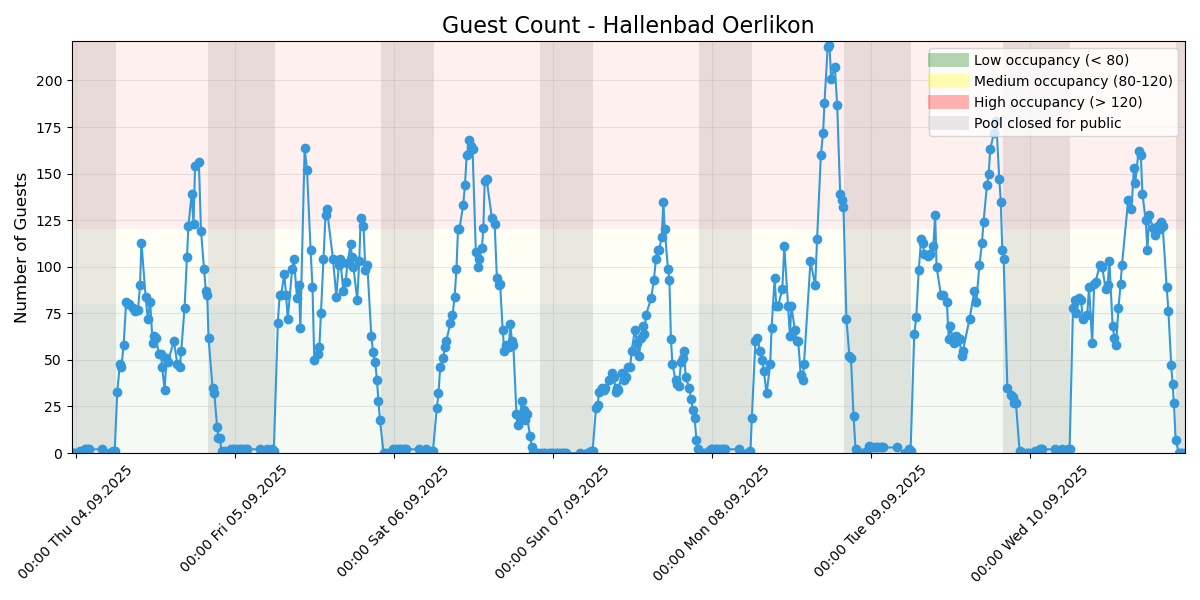 Guest Count - Hallenbad Oerlikon
Number of Guests
200
175
150
125
100
75
50
25
0
Low occupancy (< 80)
Medium occupancy (80-120)
High occupancy (> 120)
Pool closed for public
00:00 Thu 04.09.2025
00:00 Fri 05.09.2025
00:00 Sat 06.09.2025
00:00 Sun 07.09.2025
00:00 Mon 08.09.2025
00:00 Tue 09.09.2025
00:00 Wed 10.09.2025